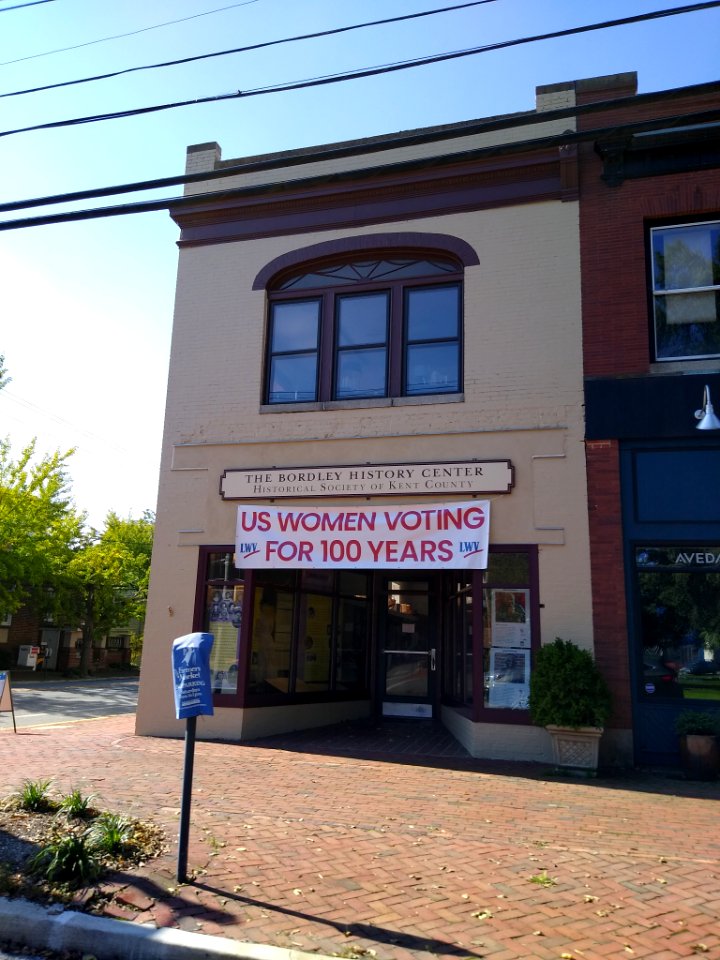 THE BORDLEY HISTORY CENTER
HISTORICAL SOCIETY OF KENT COUNTY
US WOMEN VOTING
LWV FOR 100 YEARS LWV
AVEDA
Farmers
Market